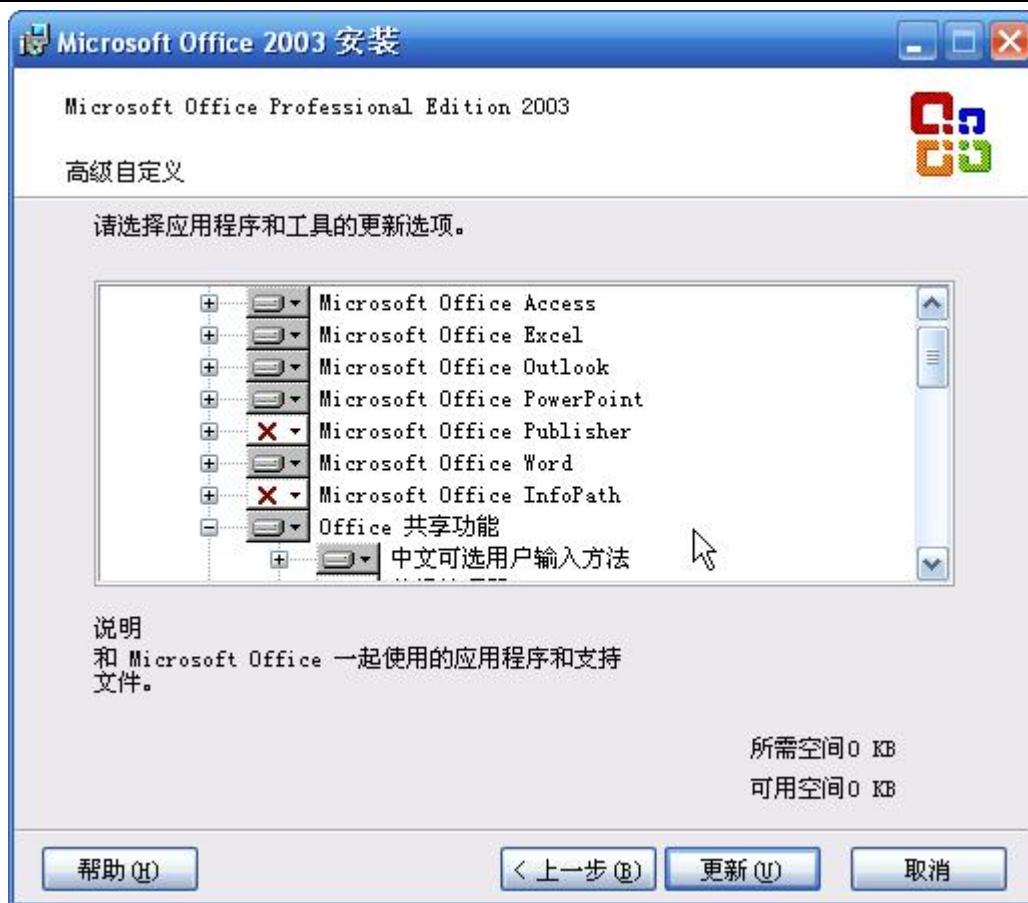 Microsoft Office 2003 安装
Microsoft Office Professional Edition 2003
高级自定义
请选择应用程序和工具的更新选项。
Microsoft Office Access
Microsoft Office Excel
Microsoft Office Outlook
Microsoft Office PowerPoint
Microsoft Office Publisher
Microsoft Office Word
Microsoft Office InfoPath
Office 共享功能
中文可选用户输入方法
说明
和 Microsoft Office 一起使用的应用程序和支持
文件。
所需空间0 KB
可用空间0 KB
帮助(H)
< 上一步(B)
更新(U)
取消